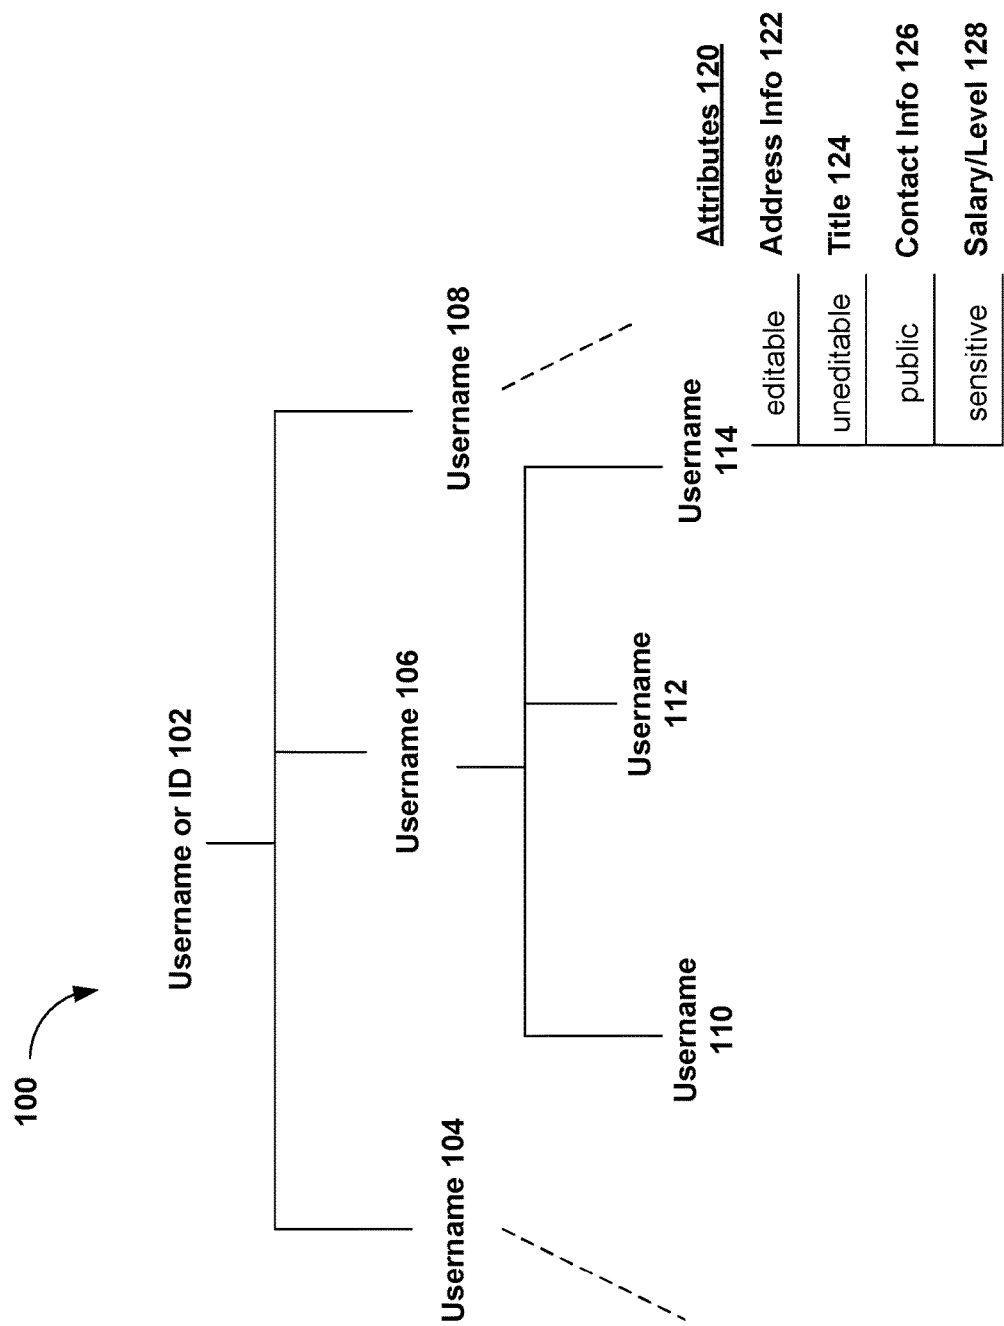 100
Username or ID 102
Username 104
Username 106
Username 108
Username
110
Username
112
Username
114
Attributes 120
editable
Address Info 122
uneditable
Title 124
public
Contact Info 126
sensitive
Salary/Level 128